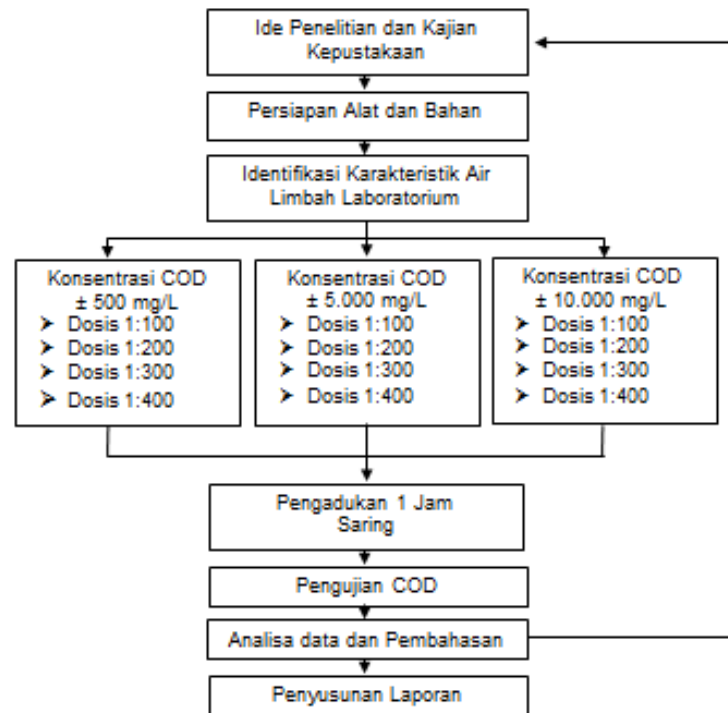 Ide Penelitian dan Kajian
Kepustakaan
Persiapan Alat dan Bahan
Identifikasi Karakteristik Air
Limbah Laboratorium
Konsentrasi COD
± 500 mg/L
➤ Dosis 1:100
➤ Dosis 1:200
➤ Dosis 1:300
➤ Dosis 1:400
Konsentrasi COD
± 5.000 mg/L
➤ Dosis 1:100
➤ Dosis 1:200
➤ Dosis 1:300
➤ Dosis 1:400
Konsentrasi COD
± 10.000 mg/L
➤ Dosis 1:100
➤ Dosis 1:200
➤ Dosis 1:300
➤ Dosis 1:400
Pengadukan 1 Jam
Saring
Pengujian COD
Analisa data dan Pembahasan
Penyusunan Laporan